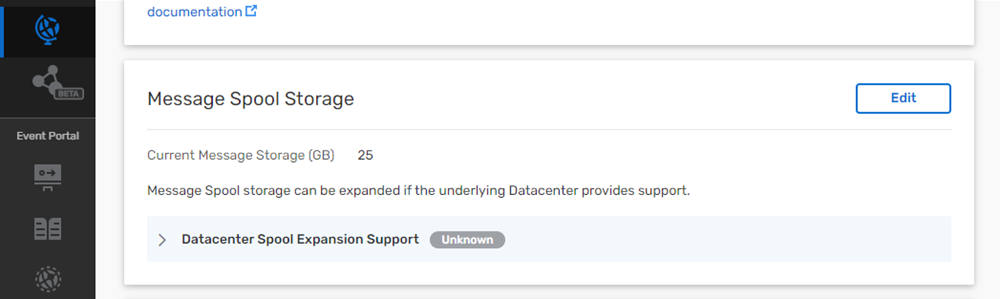 documentation
BETA
Message Spool Storage
Edit
Event Portal
Current Message Storage (GB) 25
Message Spool storage can be expanded if the underlying Datacenter provides support.
Datacenter Spool Expansion Support Unknown